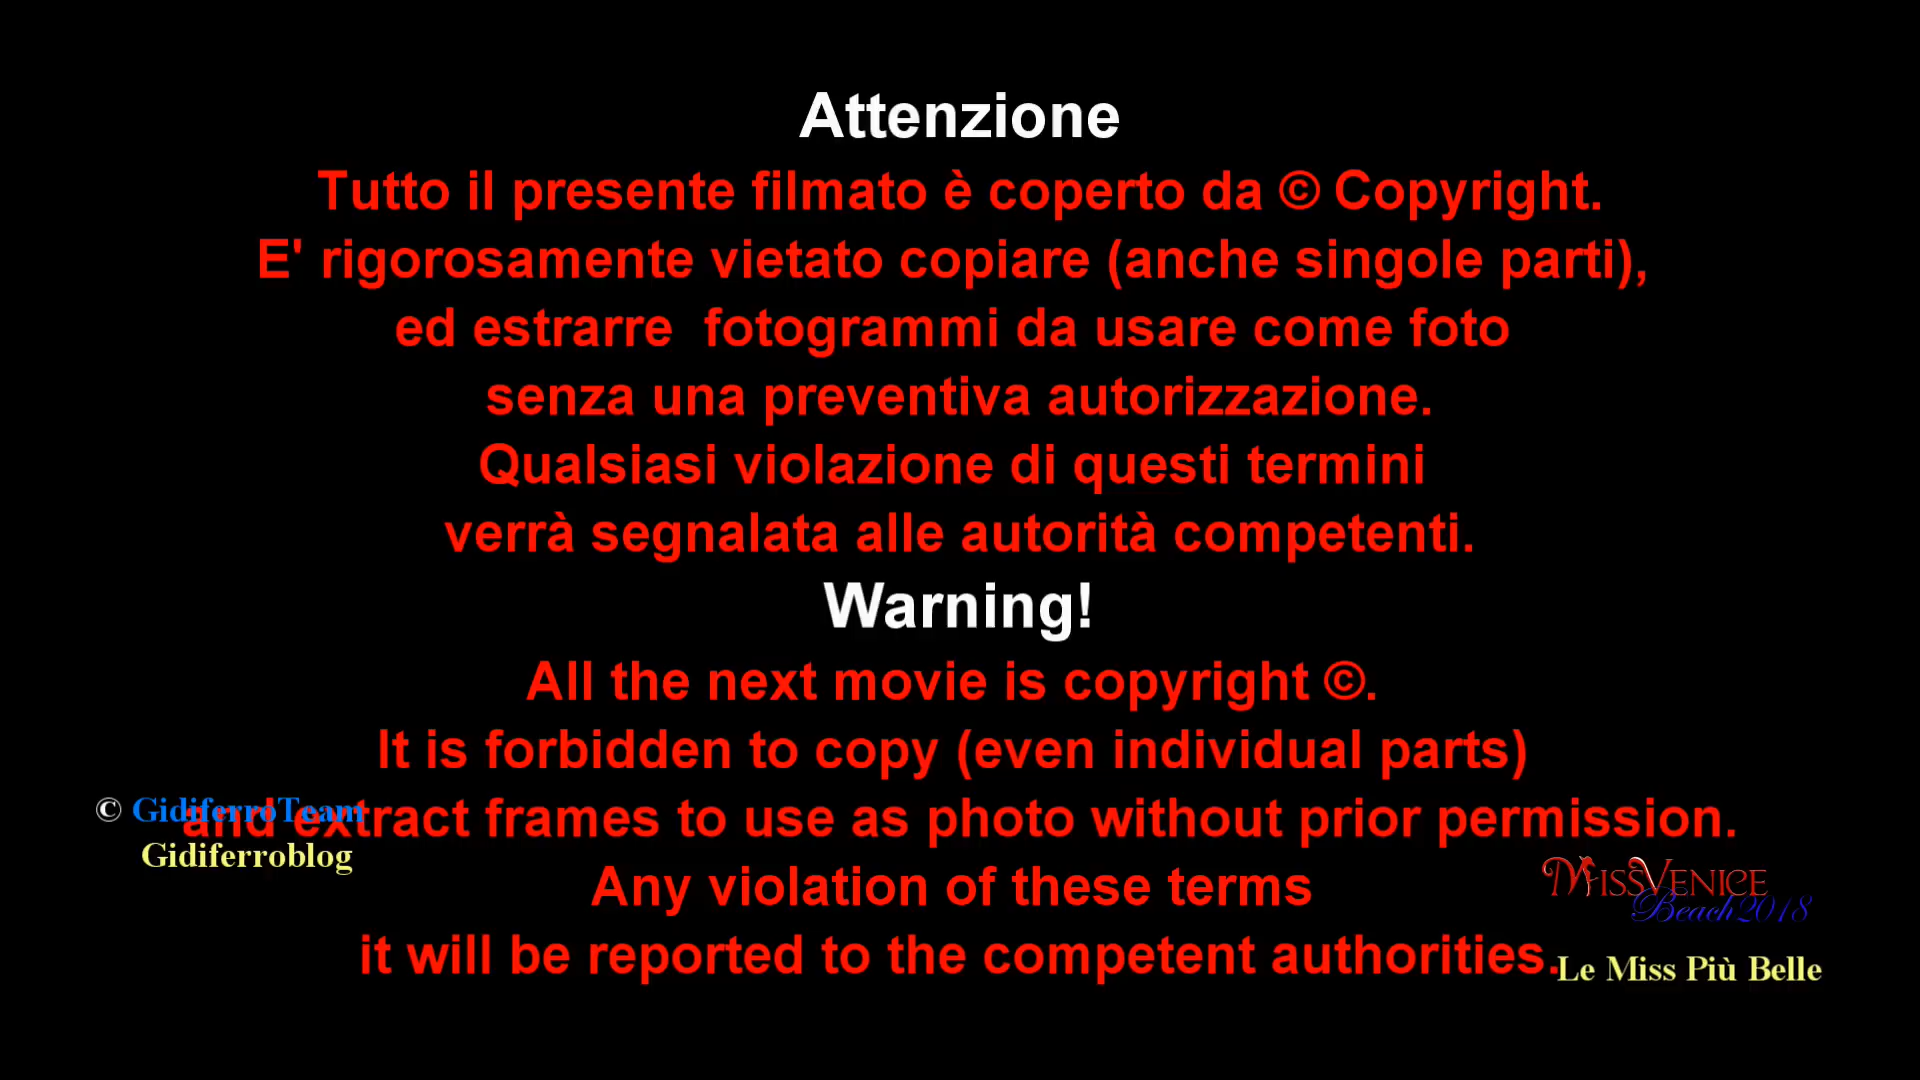 Attenzione
Tutto il presente filmato è coperto da © Copyright.
E' rigorosamente vietato copiare (anche singole parti),
ed estrarre  fotogrammi da usare come foto
senza una preventiva autorizzazione.
Qualsiasi violazione di questi termini
verrà segnalata alle autorità competenti.
Warning!
All the next movie is copyright ©.
It is forbidden to copy (even individual parts)
and extract frames to use as photo without prior permission.
Any violation of these terms
it will be reported to the competent authorities.
© GidiferroTeam
Gidiferroblog
MissVenice
Beach2018
Le Miss Più Belle